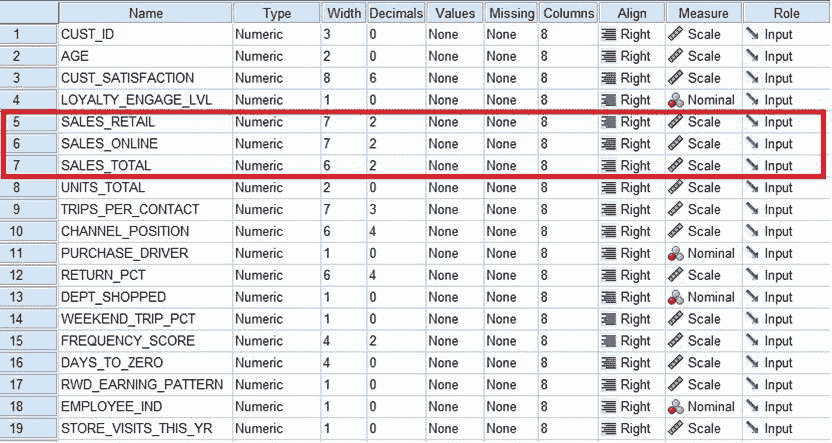 Name Type Width Decimals Values Missing Columns Align Measure Role
1 CUST_ID Numeric 3 0 None None 8 Right Scale Input
2 AGE Numeric 2 0 None None 8 Right Scale Input
3 CUST_SATISFACTION Numeric 8 6 None None 8 Right Scale Input
4 LOYALTY_ENGAGE_LVL Numeric 1 0 None None 8 Right Nominal Input
5 SALES_RETAIL Numeric 7 2 None None 8 Right Scale Input
6 SALES_ONLINE Numeric 7 2 None None 8 Right Scale Input
7 SALES_TOTAL Numeric 6 2 None None 8 Right Scale Input
8 UNITS_TOTAL Numeric 2 0 None None 8 Right Scale Input
9 TRIPS_PER_CONTACT Numeric 7 3 None None 8 Right Scale Input
10 CHANNEL_POSITION Numeric 6 4 None None 8 Right Scale Input
11 PURCHASE_DRIVER Numeric 1 0 None None 8 Right Nominal Input
12 RETURN_PCT Numeric 6 4 None None 8 Right Scale Input
13 DEPT_SHOPPED Numeric 1 0 None None 8 Right Nominal Input
14 WEEKEND_TRIP_PCT Numeric 1 0 None None 8 Right Scale Input
15 FREQUENCY_SCORE Numeric 4 2 None None 8 Right Scale Input
16 DAYS_TO_ZERO Numeric 4 0 None None 8 Right Scale Input
17 RWD_EARNING_PATTERN Numeric 1 0 None None 8 Right Scale Input
18 EMPLOYEE_IND Numeric 1 0 None None 8 Right Nominal Input
19 STORE_VISITS_THIS_YR Numeric 1 0 None None 8 Right Scale Input